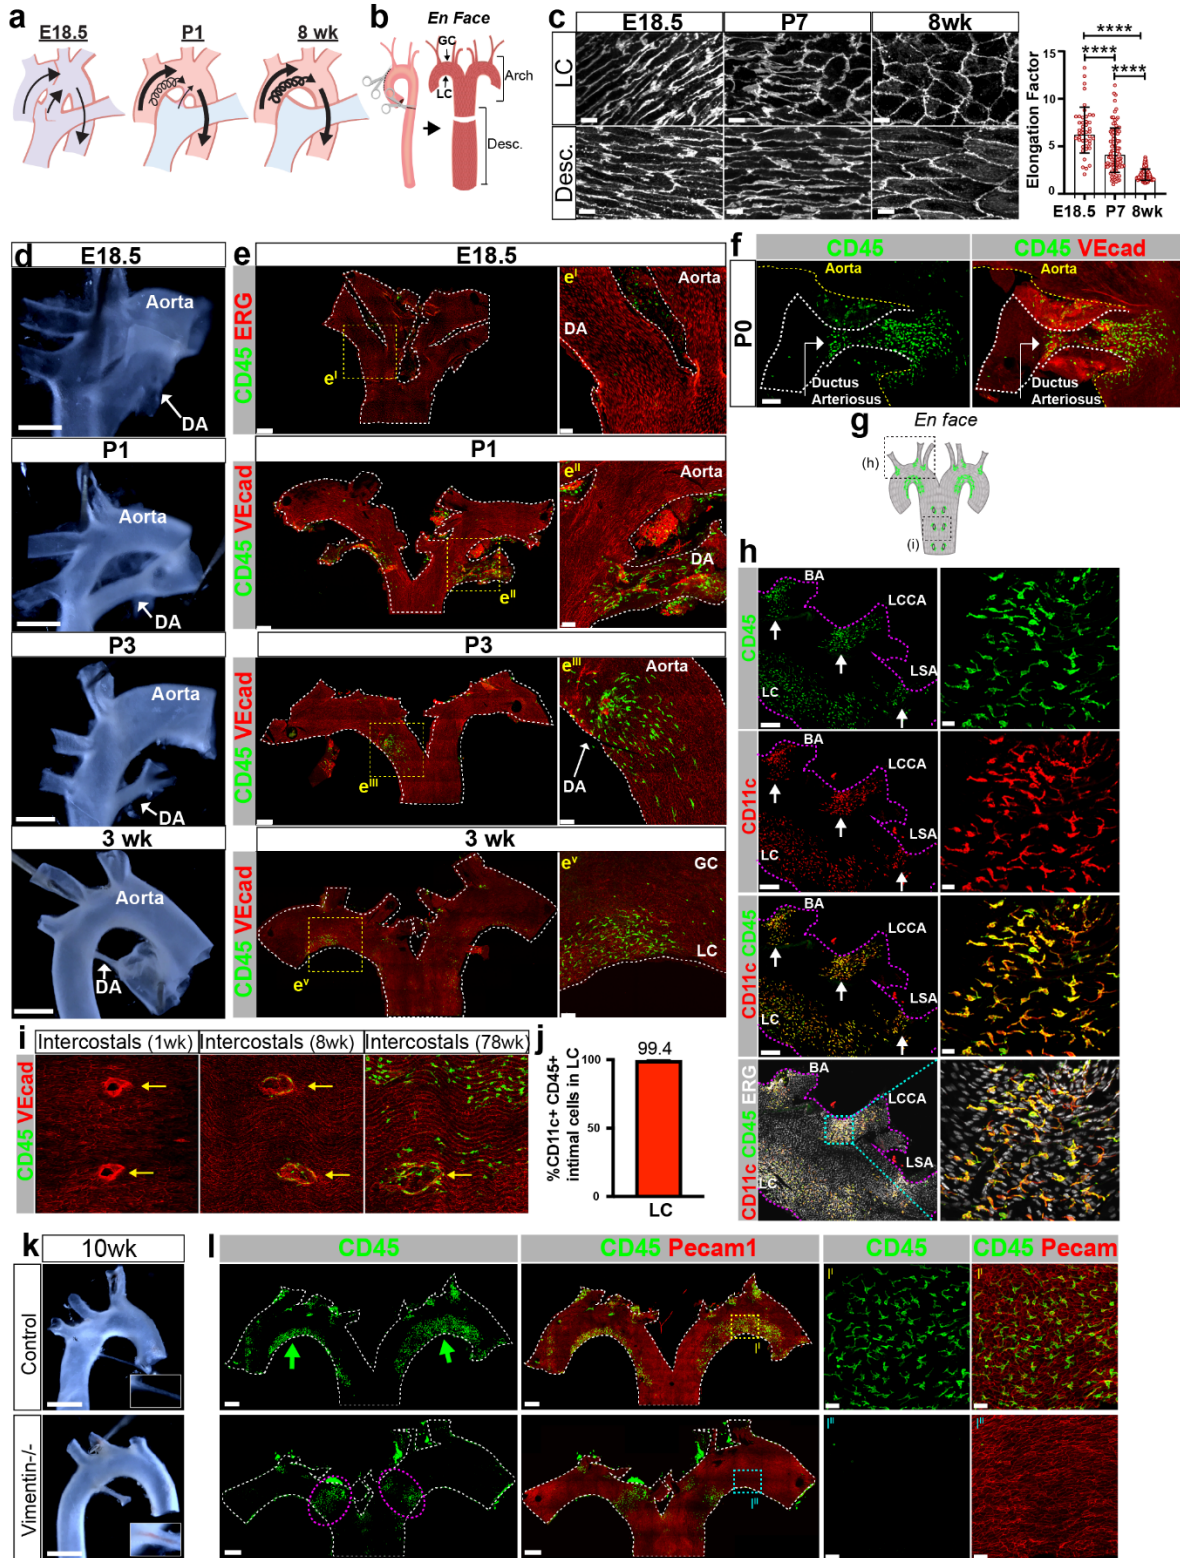 a
E18.5
P1
8 wk
b
En Face
GC
LC
Arch
Desc.
c
E18.5
P7
8wk
LC
Desc.
Elongation Factor
15
10
5
0
****
****
****
E18.5
P7
8wk
d
E18.5
Aorta
DA
P1
Aorta
DA
P3
Aorta
DA
3 wk
Aorta
DA
e
E18.5
CD45 ERG
eI
eI
Aorta
DA
P1
CD45 VEcad
eII
eII
Aorta
DA
P3
CD45 VEcad
eIII
eIII
Aorta
DA
3 wk
CD45 VEcad
eV
eV
GC
LC
f
CD45
CD45 VEcad
P0
Aorta
Ductus
Arteriosus
Aorta
Ductus
Arteriosus
g
En face
(h)
(i)
h
CD45
BA
LCCA
LSA
LC
CD11c
BA
LCCA
LSA
LC
CD11c CD45
BA
LCCA
LSA
LC
CD11c CD45 ERG
BA
LCCA
LSA
LC
i
Intercostals (1wk)
Intercostals (8wk)
Intercostals (78wk)
CD45 VEcad
j
%CD11c+ CD45+
intimal cells in LC
100
50
0
99.4
LC
k
10wk
Control
Vimentin-/-
l
CD45
CD45 Pecam1
CD45
CD45 Pecam
lI
lI
lI
lII
lII
lII